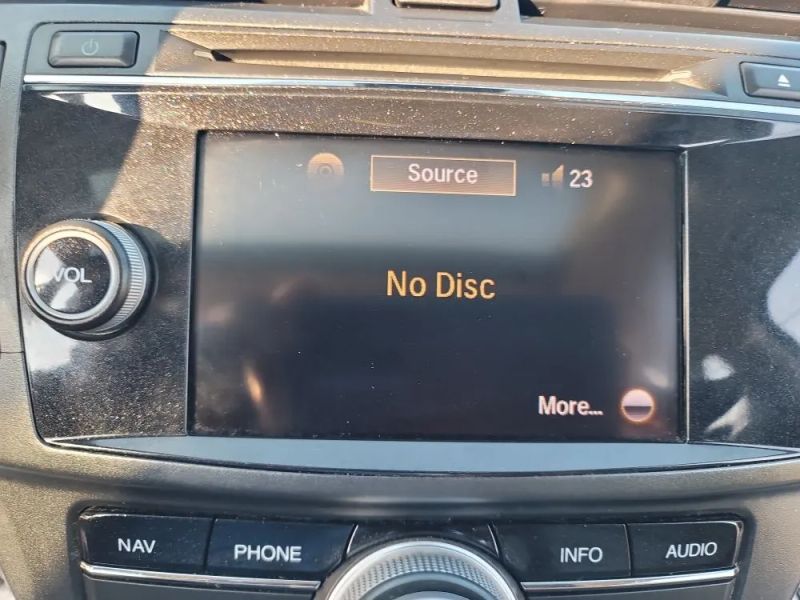 Source 23
VOL
No Disc
More...
NAV PHONE INFO AUDIO